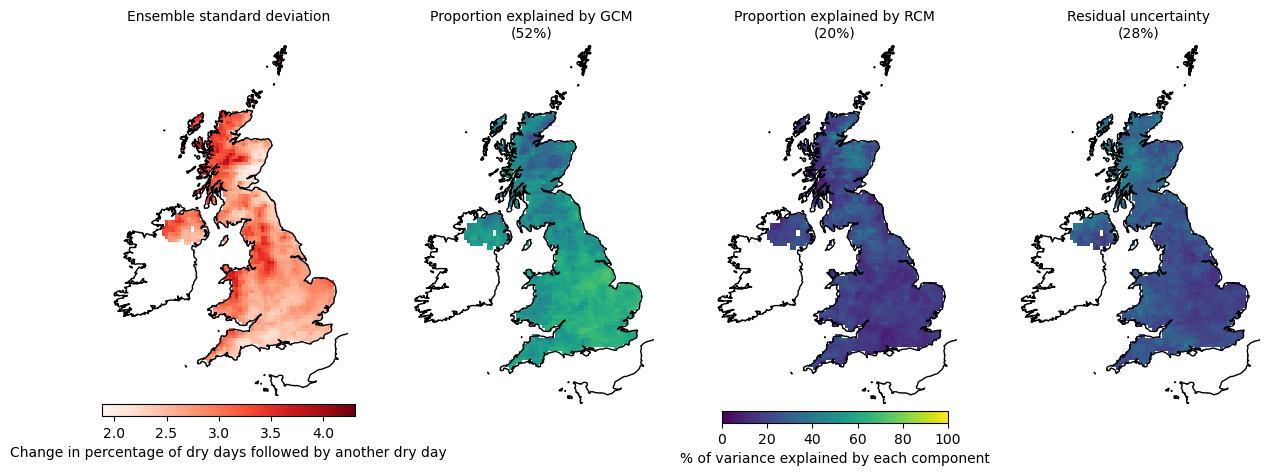 Ensemble standard deviation
Proportion explained by GCM
(52%)
Proportion explained by RCM
(20%)
Residual uncertainty
(28%)
2.0 2.5 3.0 3.5 4.0
Change in percentage of dry days followed by another dry day
0 20 40 60 80 100
% of variance explained by each component